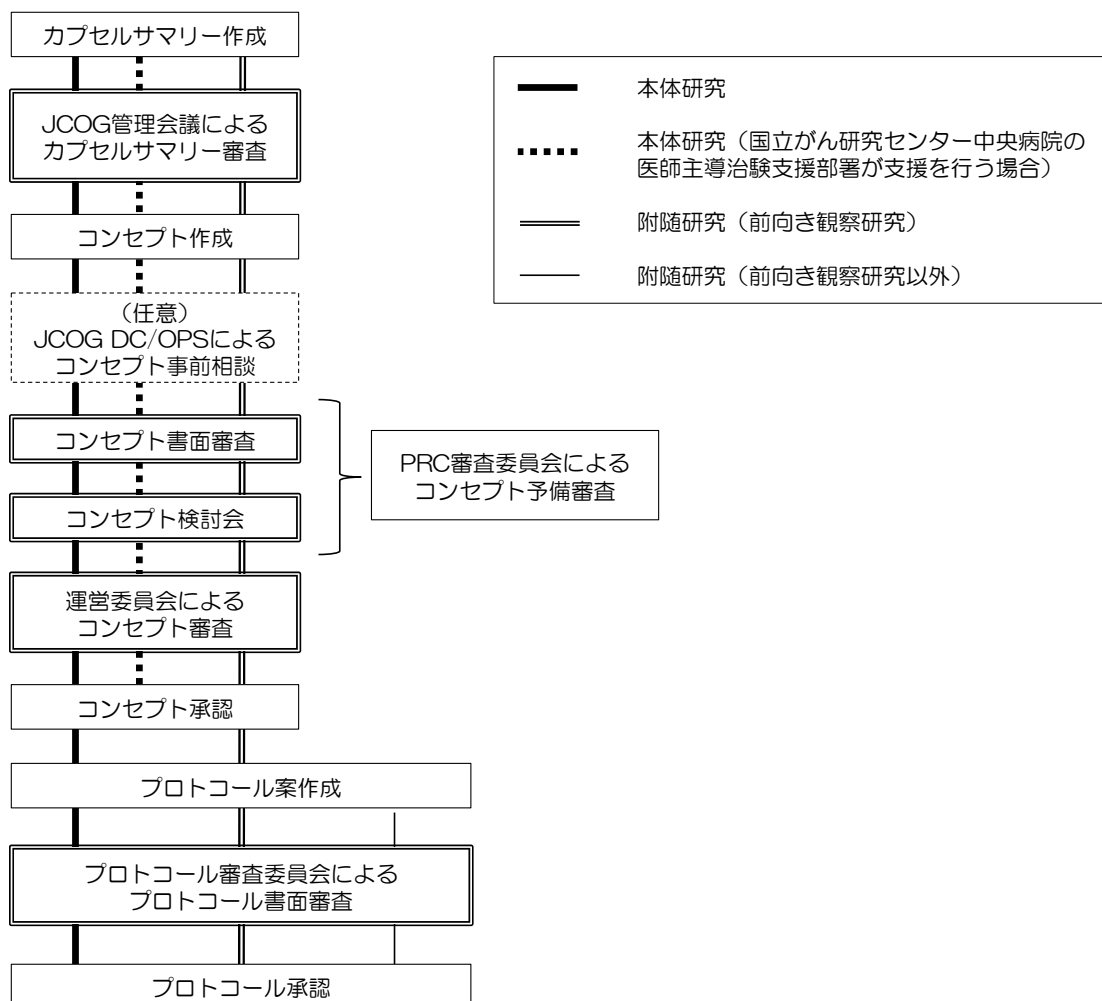 カプセルサマリー作成
JCOG管理会議による
カプセルサマリー審査
コンセプト作成
（任意）
JCOG DC/OPSによる
コンセプト事前相談
コンセプト書面審査
コンセプト検討会
PRC審査委員会による
コンセプト予備審査
運営委員会による
コンセプト審査
コンセプト承認
プロトコール案作成
プロトコール審査委員会による
プロトコール書面審査
プロトコール承認
本体研究
本体研究（国立がん研究センター中央病院の
医師主導治験支援部署が支援を行う場合）
附随研究（前向き観察研究）
附随研究（前向き観察研究以外）